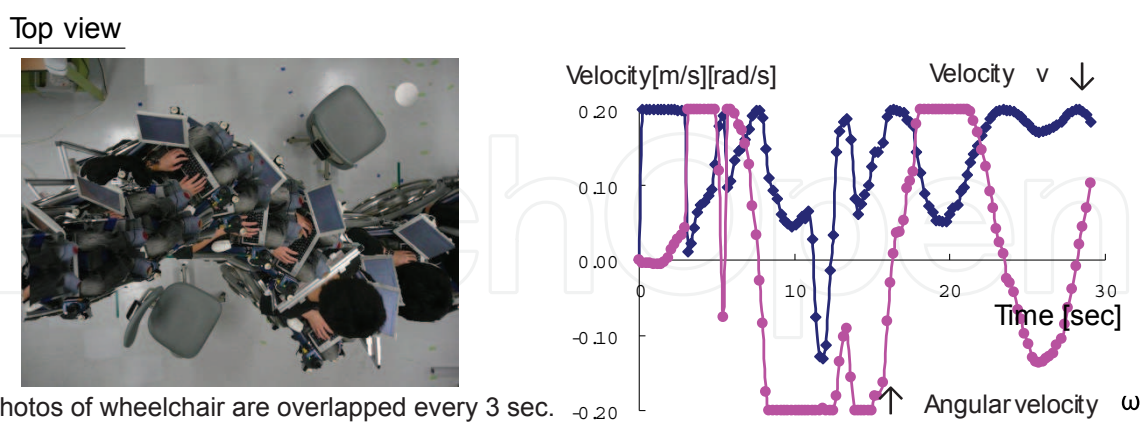 Top view
Velocity[m/s][rad/s]
Velocity v ↓
0.20
0.10
0.00
-0.10
-0.20
0 10 20 30
Time [sec]
↑ Angular velocity ω
hotos of wheelchair are overlapped every 3 sec.